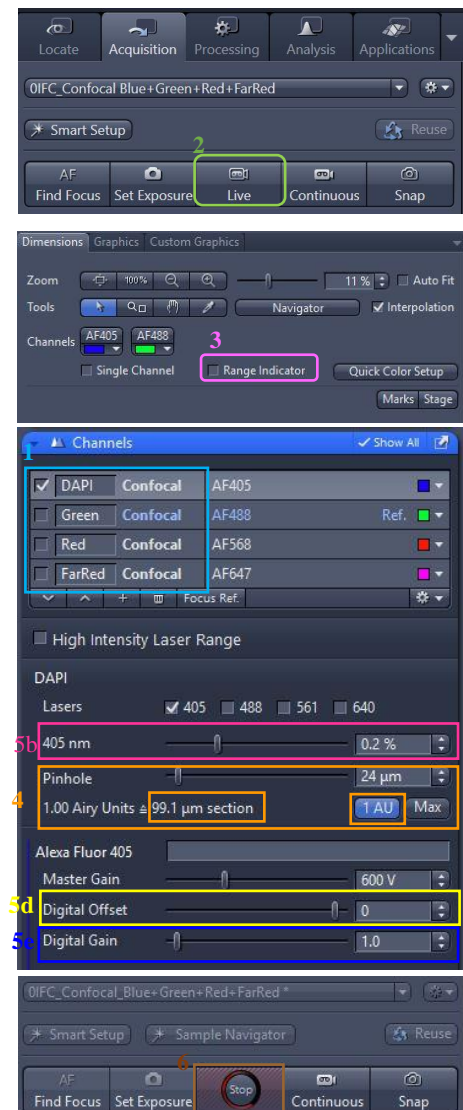 Locate Acquisition Processing Analysis Applications
0IFC_Confocal Blue+Green+Red+FarRed
Smart Setup Reuse
2
AF
Find Focus Set Exposure Live Continuous Snap
Dimensions Graphics Custom Graphics
Zoom 100% 11 % Auto Fit
Tools Navigator Interpolation
Channels AF405 AF488
3
Single Channel Range Indicator Quick Color Setup
Marks Stage
1 Channels Show All
DAPI Confocal AF405
Green Confocal AF488 Ref.
Red Confocal AF568
FarRed Confocal AF647
Focus Ref.
High Intensity Laser Range
DAPI
Lasers 405 488 561 640
5b 405 nm 0.2 %
Pinhole 24 µm
4 1.00 Airy Units ≙ 99.1 µm section 1 AU Max
Alexa Fluor 405
Master Gain 600 V
5d Digital Offset 0
5e Digital Gain 1.0
0IFC_Confocal_Blue+Green+Red+FarRed *
Smart Setup Sample Navigator Reuse
6
AF
Find Focus Set Exposure Stop Continuous Snap